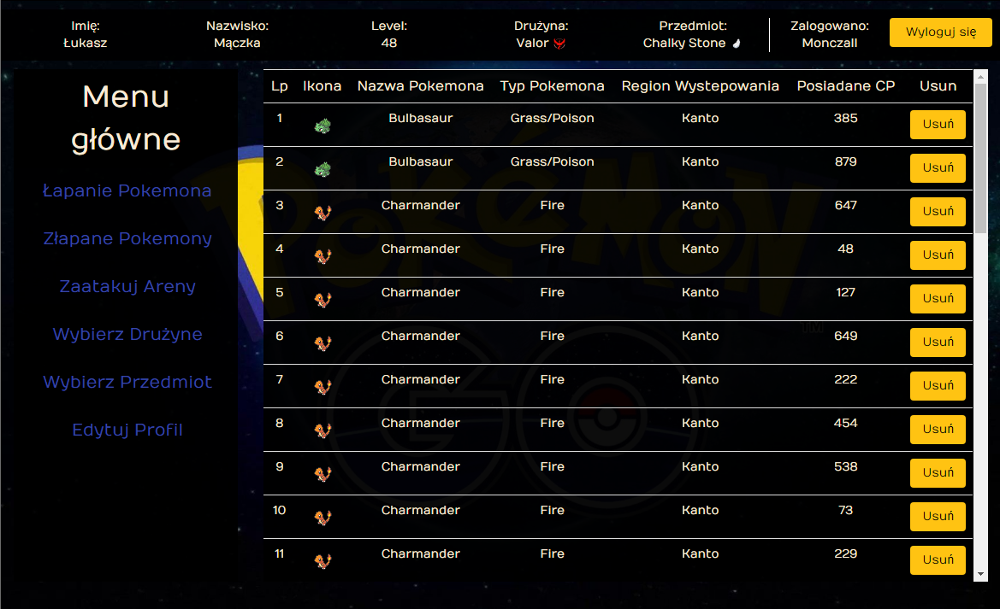 Imię: Nazwisko: Level: Drużyna: Przedmiot: Zalogowano: Wyloguj się
Łukasz Mączka 48 Valor Chalky Stone Monczall
Menu
główne
Łapanie Pokemona
Złapane Pokemony
Zaatakuj Areny
Wybierz Drużyne
Wybierz Przedmiot
Edytuj Profil
Lp Ikona Nazwa Pokemona Typ Pokemona Region Wystepowania Posiadane CP Usun
1 Bulbasaur Grass/Poison Kanto 385 Usuń
2 Bulbasaur Grass/Poison Kanto 879 Usuń
3 Charmander Fire Kanto 647 Usuń
4 Charmander Fire Kanto 48 Usuń
5 Charmander Fire Kanto 127 Usuń
6 Charmander Fire Kanto 649 Usuń
7 Charmander Fire Kanto 222 Usuń
8 Charmander Fire Kanto 454 Usuń
9 Charmander Fire Kanto 538 Usuń
10 Charmander Fire Kanto 73 Usuń
11 Charmander Fire Kanto 229 Usuń
POKÉMON
TM
GO